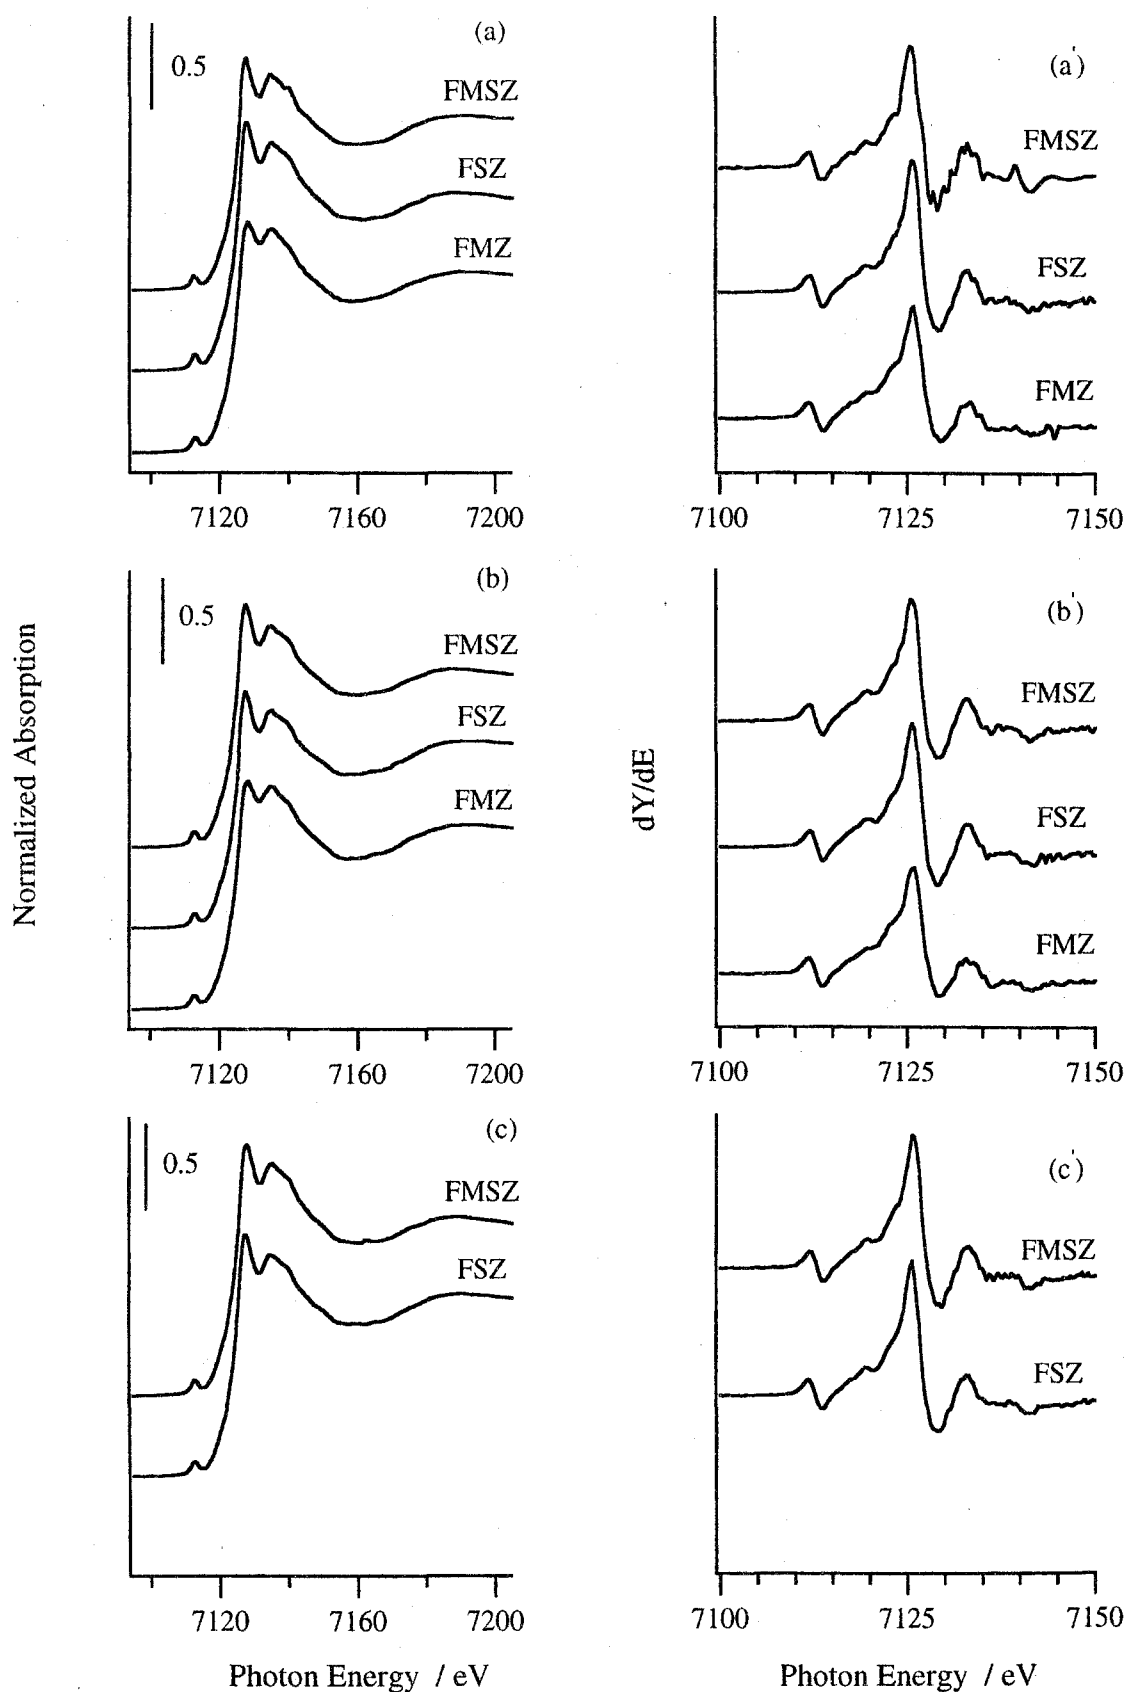 (a)
0.5
FMSZ
FSZ
FMZ
7120 7160 7200
(a')
FMSZ
FSZ
FMZ
7100 7125 7150
(b)
0.5
FMSZ
FSZ
FMZ
7120 7160 7200
(b')
FMSZ
FSZ
FMZ
7100 7125 7150
(c)
0.5
FMSZ
FSZ
7120 7160 7200
(c')
FMSZ
FSZ
7100 7125 7150
Normalized Absorption
dY/dE
Photon Energy / eV
Photon Energy / eV